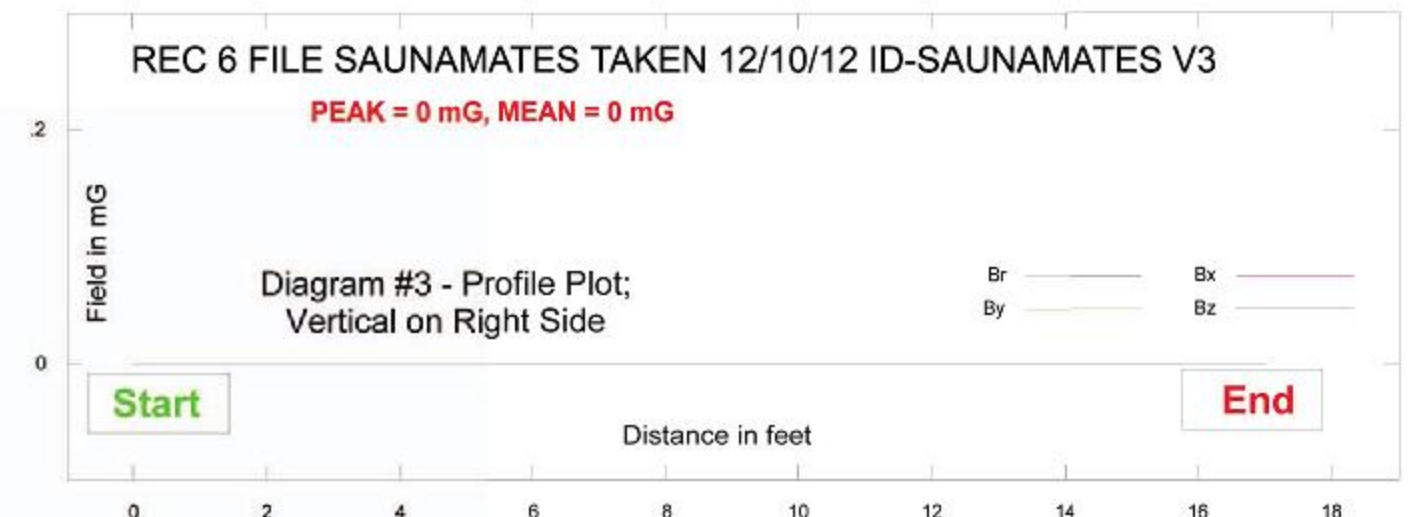 REC 6 FILE SAUNAMATES TAKEN 12/10/12 ID-SAUNAMATES V3
PEAK = 0 mG, MEAN = 0 mG
.2
Field in mG
Diagram #3 - Profile Plot;
Vertical on Right Side
Br Bx
By Bz
0
Start
End
Distance in feet
0 2 4 6 8 10 12 14 16 18